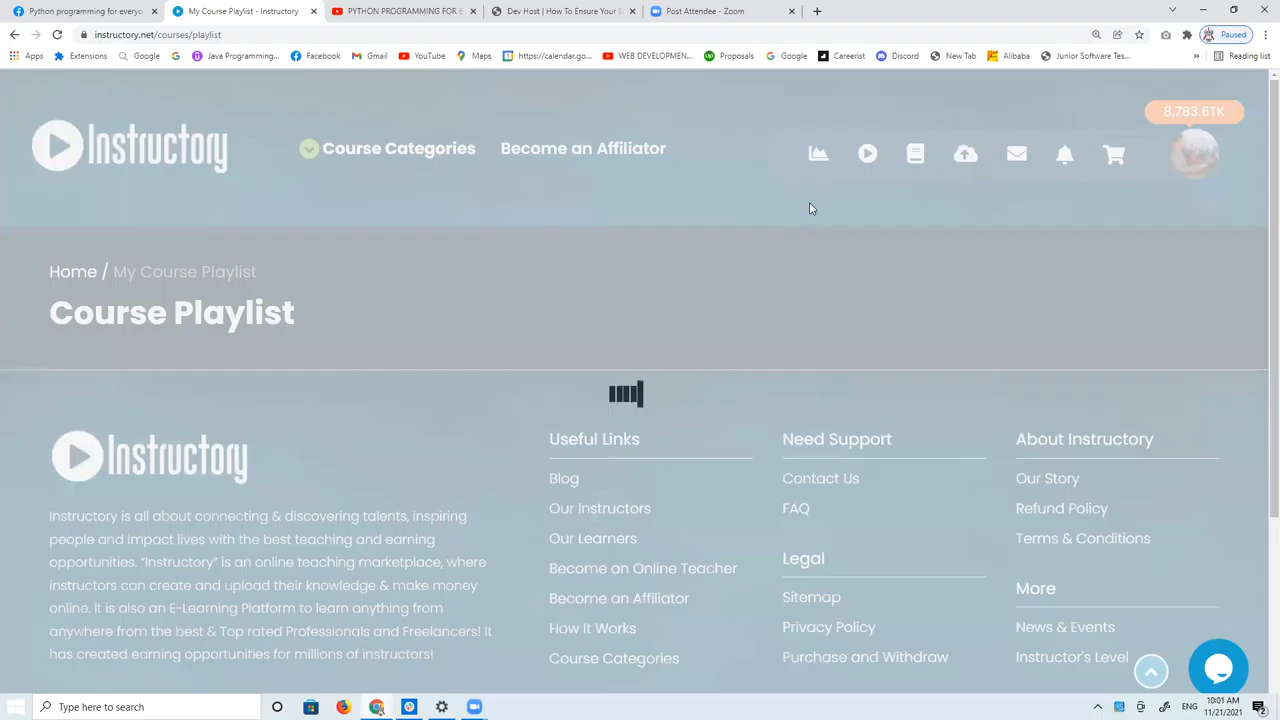 Python programming for everyo
My Course Playlist - Instructory
PYTHON PROGRAMMING FOR E
Dev Host | How To Ensure Your E
Post Attendee - Zoom
instructory.net/courses/playlist
Paused
Apps
Extensions
Google
Java Programming...
Facebook
Gmail
YouTube
Maps
https://calendar.go...
WEB DEVELOPMEN...
Proposals
Google
Careerist
Discord
New Tab
Alibaba
Junior Software Tes...
Reading list
8,783.6TK
Instructory
Course Categories
Become an Affiliator
Home / My Course Playlist
Course Playlist
Instructory
Instructory is all about connecting & discovering talents, inspiring
people and impact lives with the best teaching and earning
opportunities. “Instructory” is an online teaching marketplace, where
instructors can create and upload their knowledge & make money
online. It is also an E-Learning Platform to learn anything from
anywhere from the best & Top rated Professionals and Freelancers! It
has created earning opportunities for millions of instructors!
Useful Links
Blog
Our Instructors
Our Learners
Become an Online Teacher
Become an Affiliator
How It Works
Course Categories
Need Support
Contact Us
FAQ
Legal
Sitemap
Privacy Policy
Purchase and Withdraw
About Instructory
Our Story
Refund Policy
Terms & Conditions
More
News & Events
Instructor's Level
Type here to search
ENG
10:01 AM
11/21/2021
2